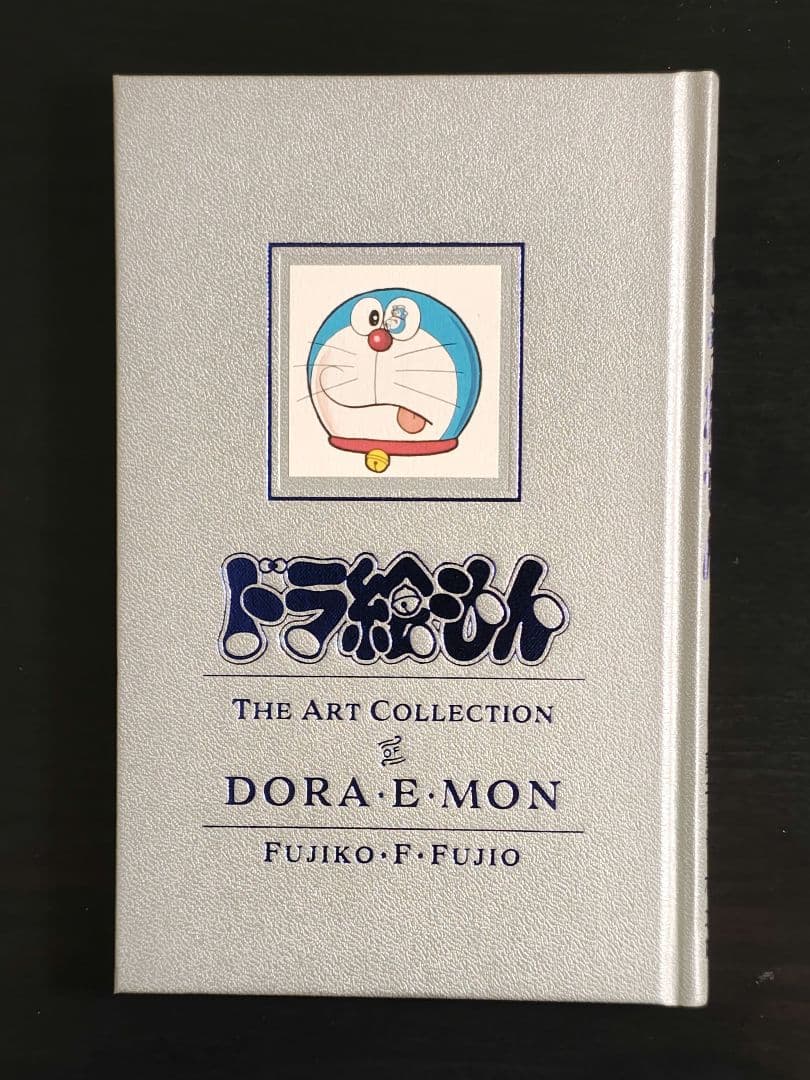 ドラ絵もん
THE ART COLLECTION
OF
DORA·E·MON
FUJIKO·F·FUJIO